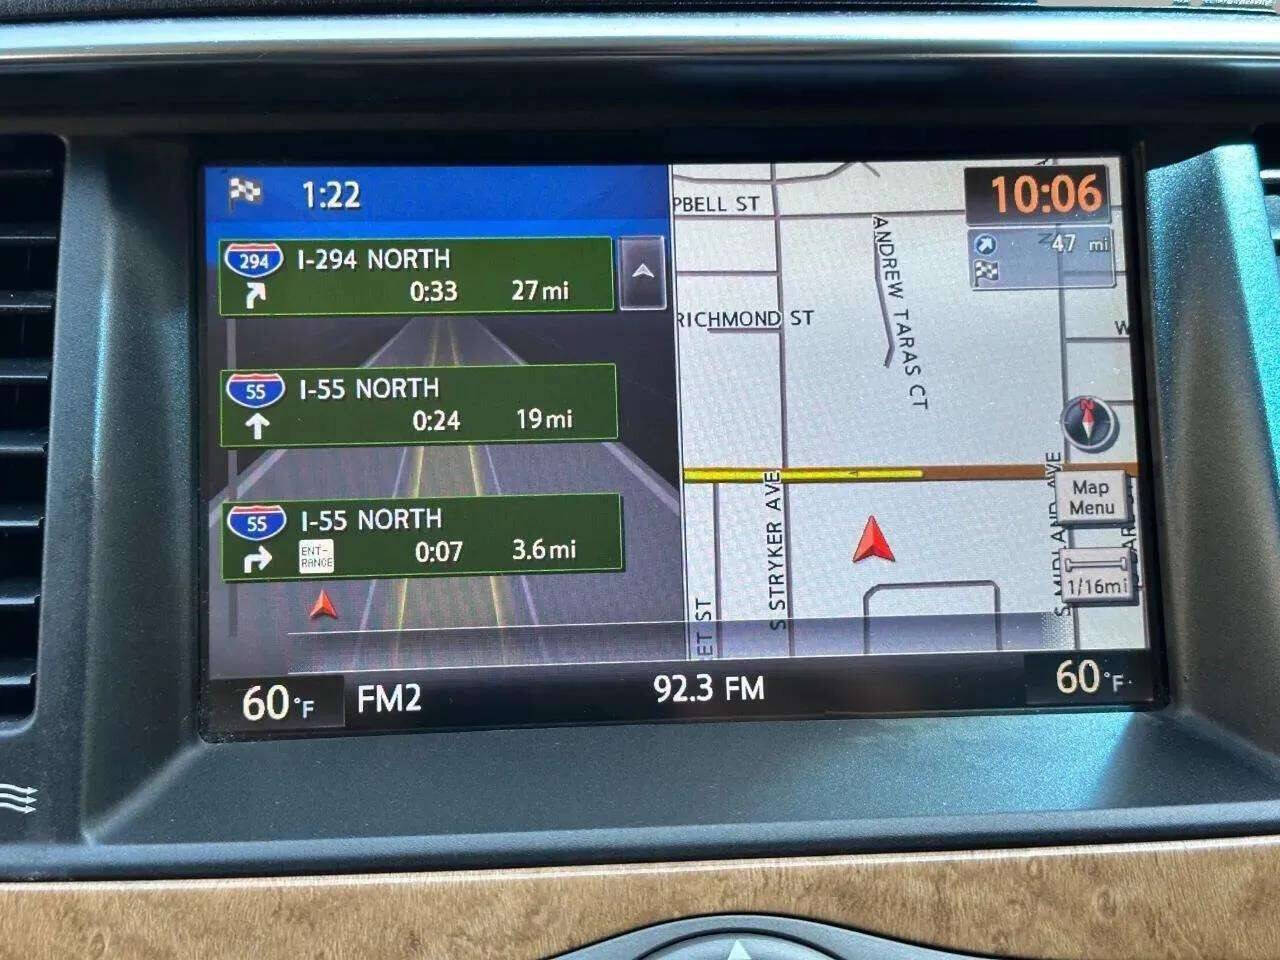 1:22
294 I-294 NORTH
0:33 27 mi
55 I-55 NORTH
0:24 19 mi
55 I-55 NORTH
ENT-
RANGE
0:07 3.6 mi
PBELL ST
RICHMOND ST
ANDREW TARAS CT
S STRYKER AVE
EET ST
S MIDLAND AVE
W
10:06
N
47 mi
N
Map
Menu
1/16mi
60°F FM2 92.3 FM 60°F